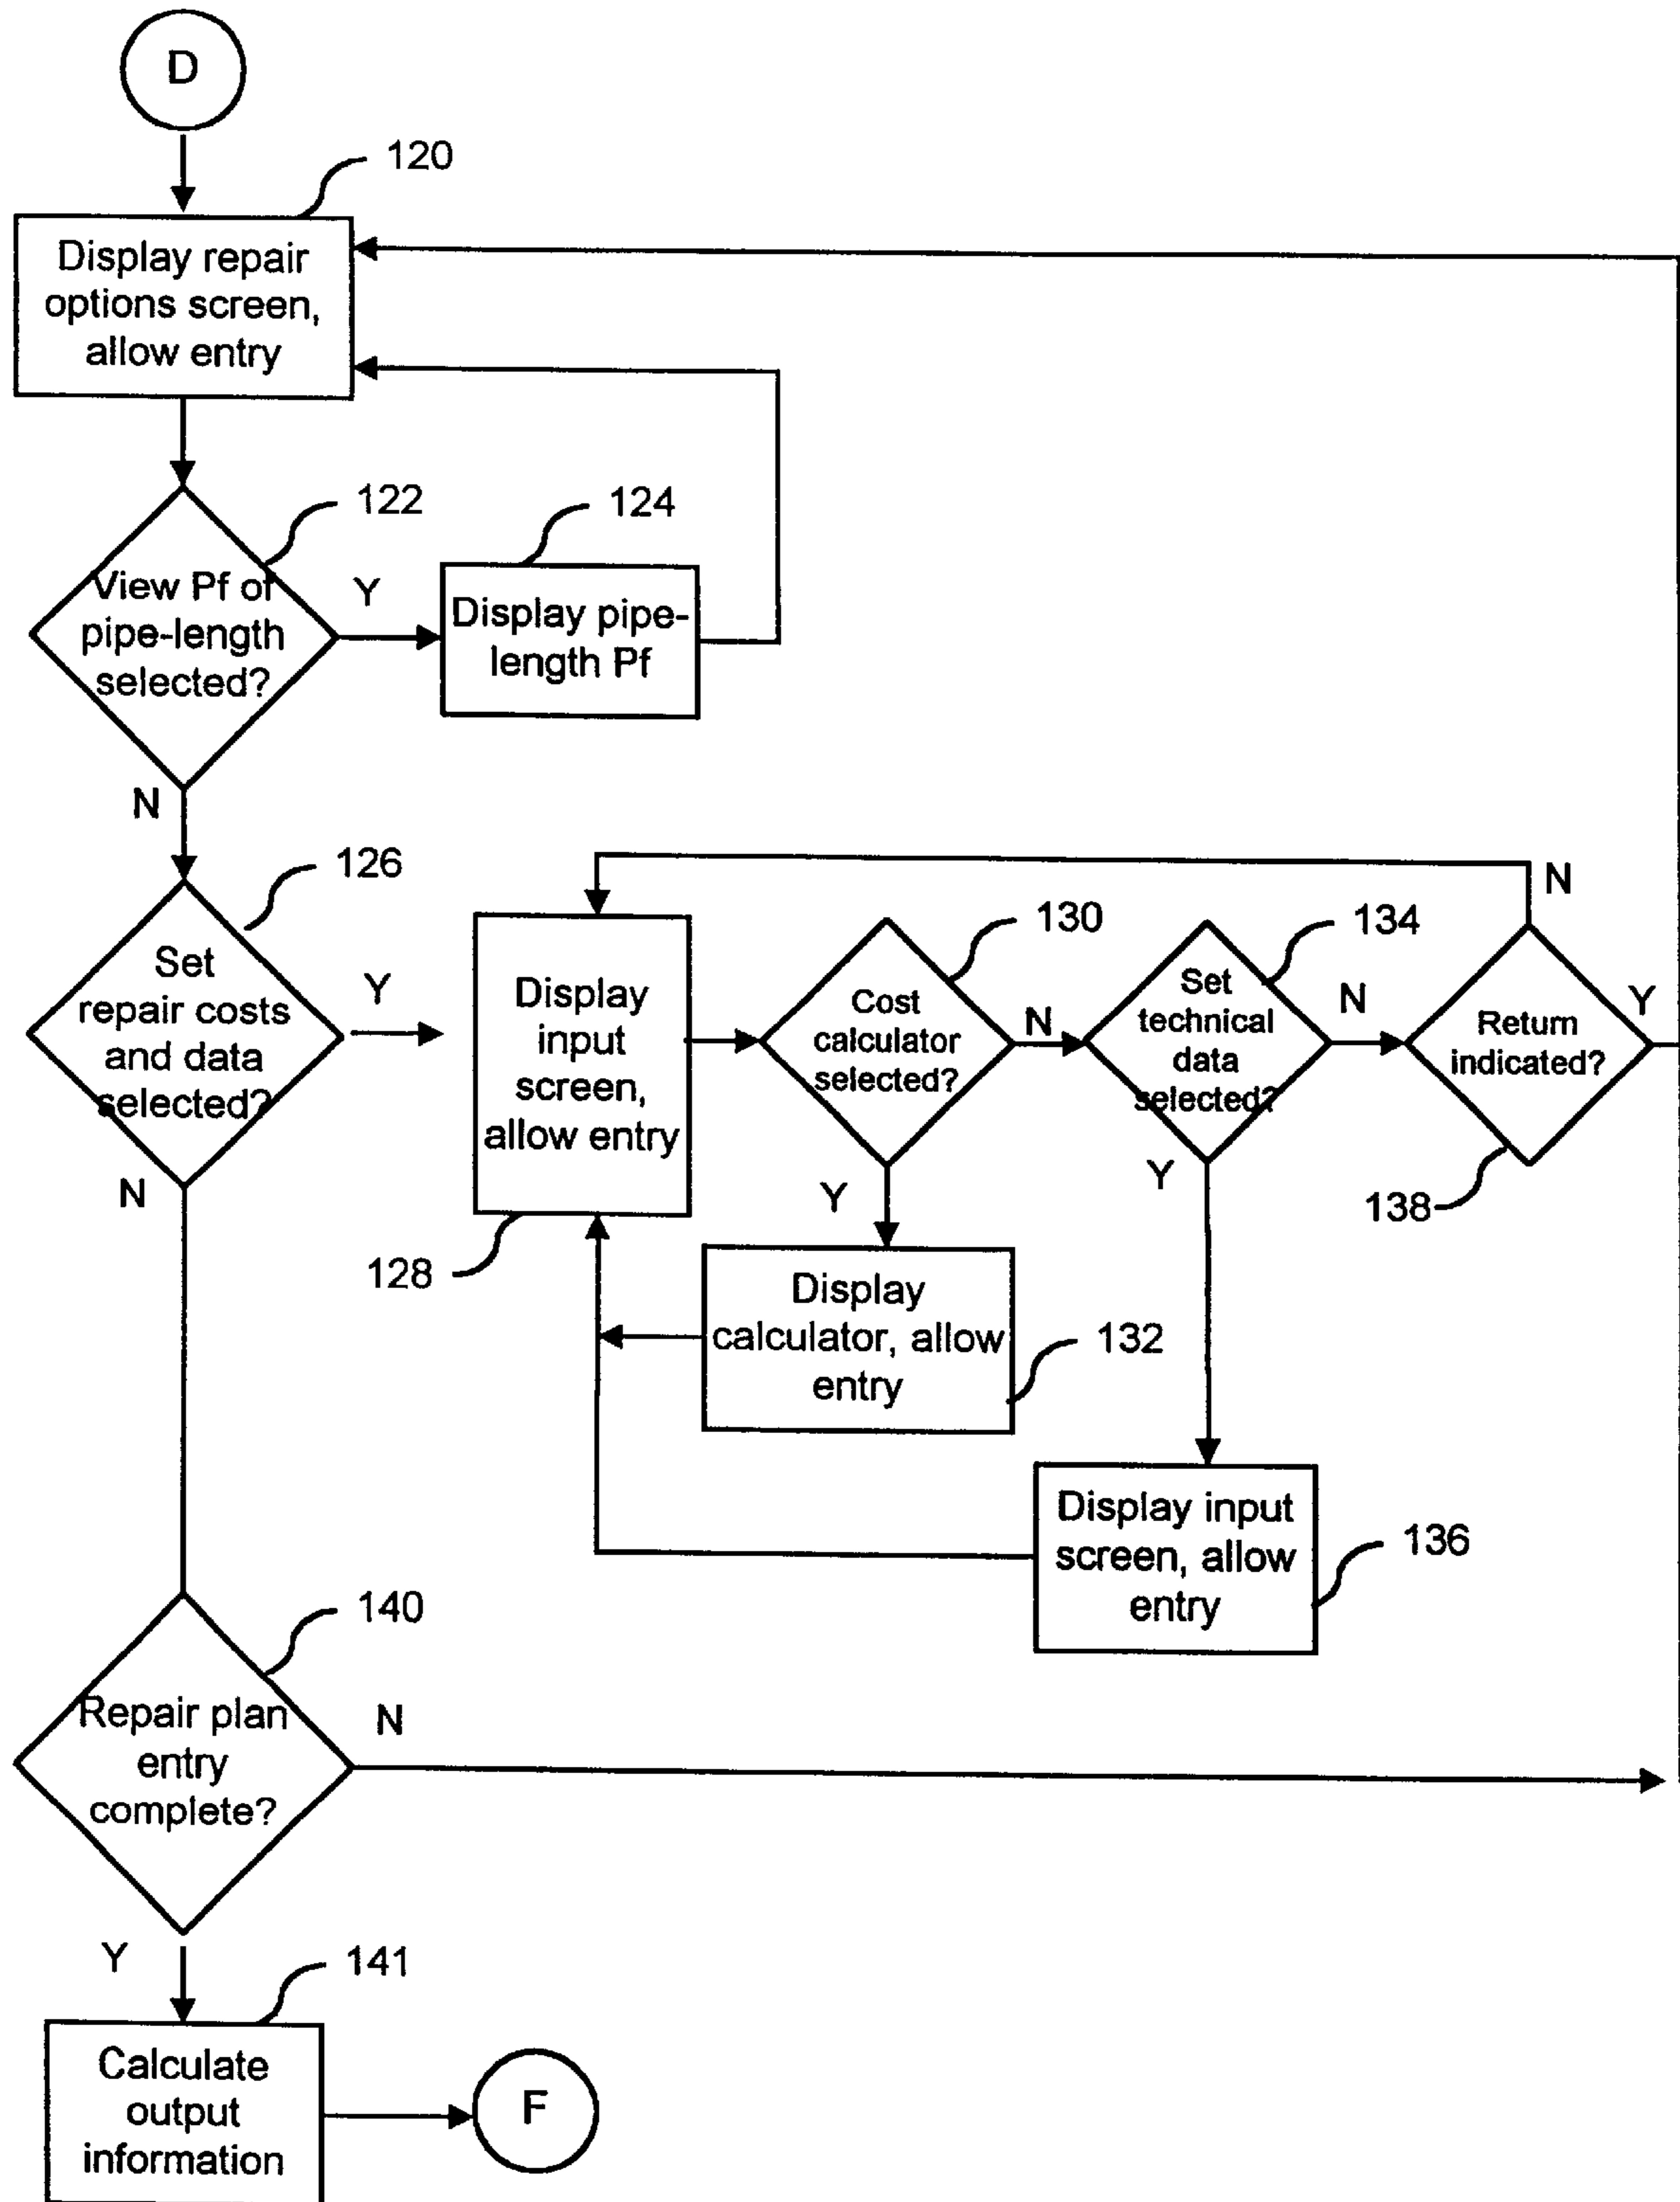 D
120
Display repair
options screen,
allow entry
122
View Pf of
pipe-length
selected?
Y
N
124
Display pipe-
length Pf
126
Set
repair costs
and data
selected?
Y
N
Display
input
screen,
allow entry
128
130
Cost
calculator
selected?
N
Y
Display
calculator, allow
entry
132
134
Set
technical
data
selected?
N
Y
Display input
screen, allow
entry
136
N
Return
indicated?
Y
138
140
Repair plan
entry
complete?
N
Y
141
Calculate
output
information
F